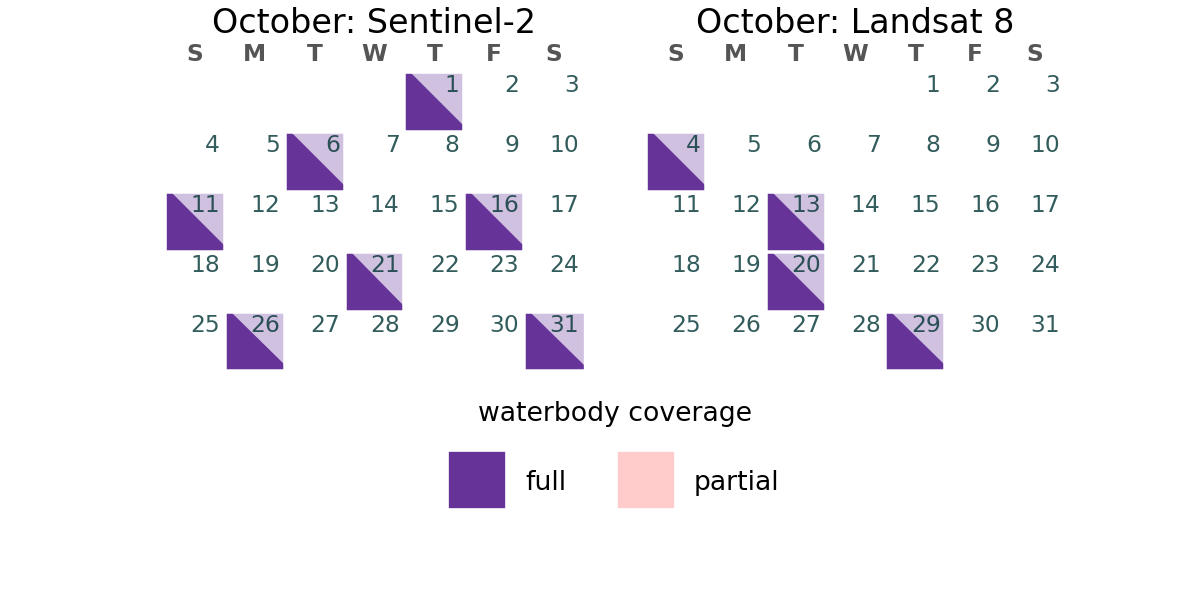 October: Sentinel-2
S M T W T F S
1 2 3
4 5 6 7 8 9 10
11 12 13 14 15 16 17
18 19 20 21 22 23 24
25 26 27 28 29 30 31
October: Landsat 8
S M T W T F S
1 2 3
4 5 6 7 8 9 10
11 12 13 14 15 16 17
18 19 20 21 22 23 24
25 26 27 28 29 30 31
waterbody coverage
full partial